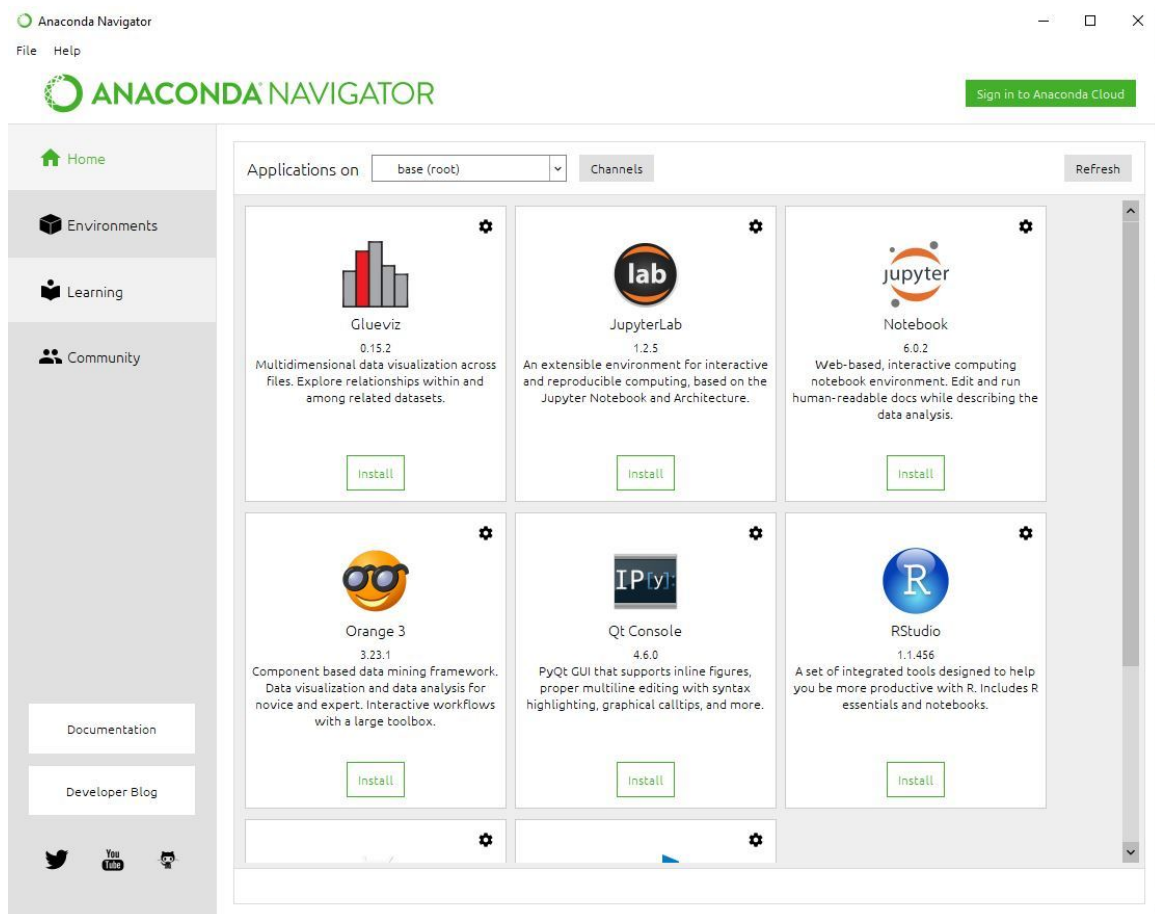 Anaconda Navigator
File Help
ANACONDA NAVIGATOR
Sign in to Anaconda Cloud
Home
Environments
Learning
Community
Documentation
Developer Blog
You
Tube
Applications on base (root) Channels Refresh
Glueviz
0.15.2
Multidimensional data visualization across
files. Explore relationships within and
among related datasets.
Install
lab
JupyterLab
1.2.5
An extensible environment for interactive
and reproducible computing, based on the
Jupyter Notebook and Architecture.
Install
jupyter
Notebook
6.0.2
Web-based, interactive computing
notebook environment. Edit and run
human-readable docs while describing the
data analysis.
Install
Orange 3
3.23.1
Component based data mining framework.
Data visualization and data analysis for
novice and expert. Interactive workflows
with a large toolbox.
Install
IP[y]:
Qt Console
4.6.0
PyQt GUI that supports inline figures,
proper multiline editing with syntax
highlighting, graphical calltips, and more.
Install
R
RStudio
1.1.456
A set of integrated tools designed to help
you be more productive with R. Includes R
essentials and notebooks.
Install